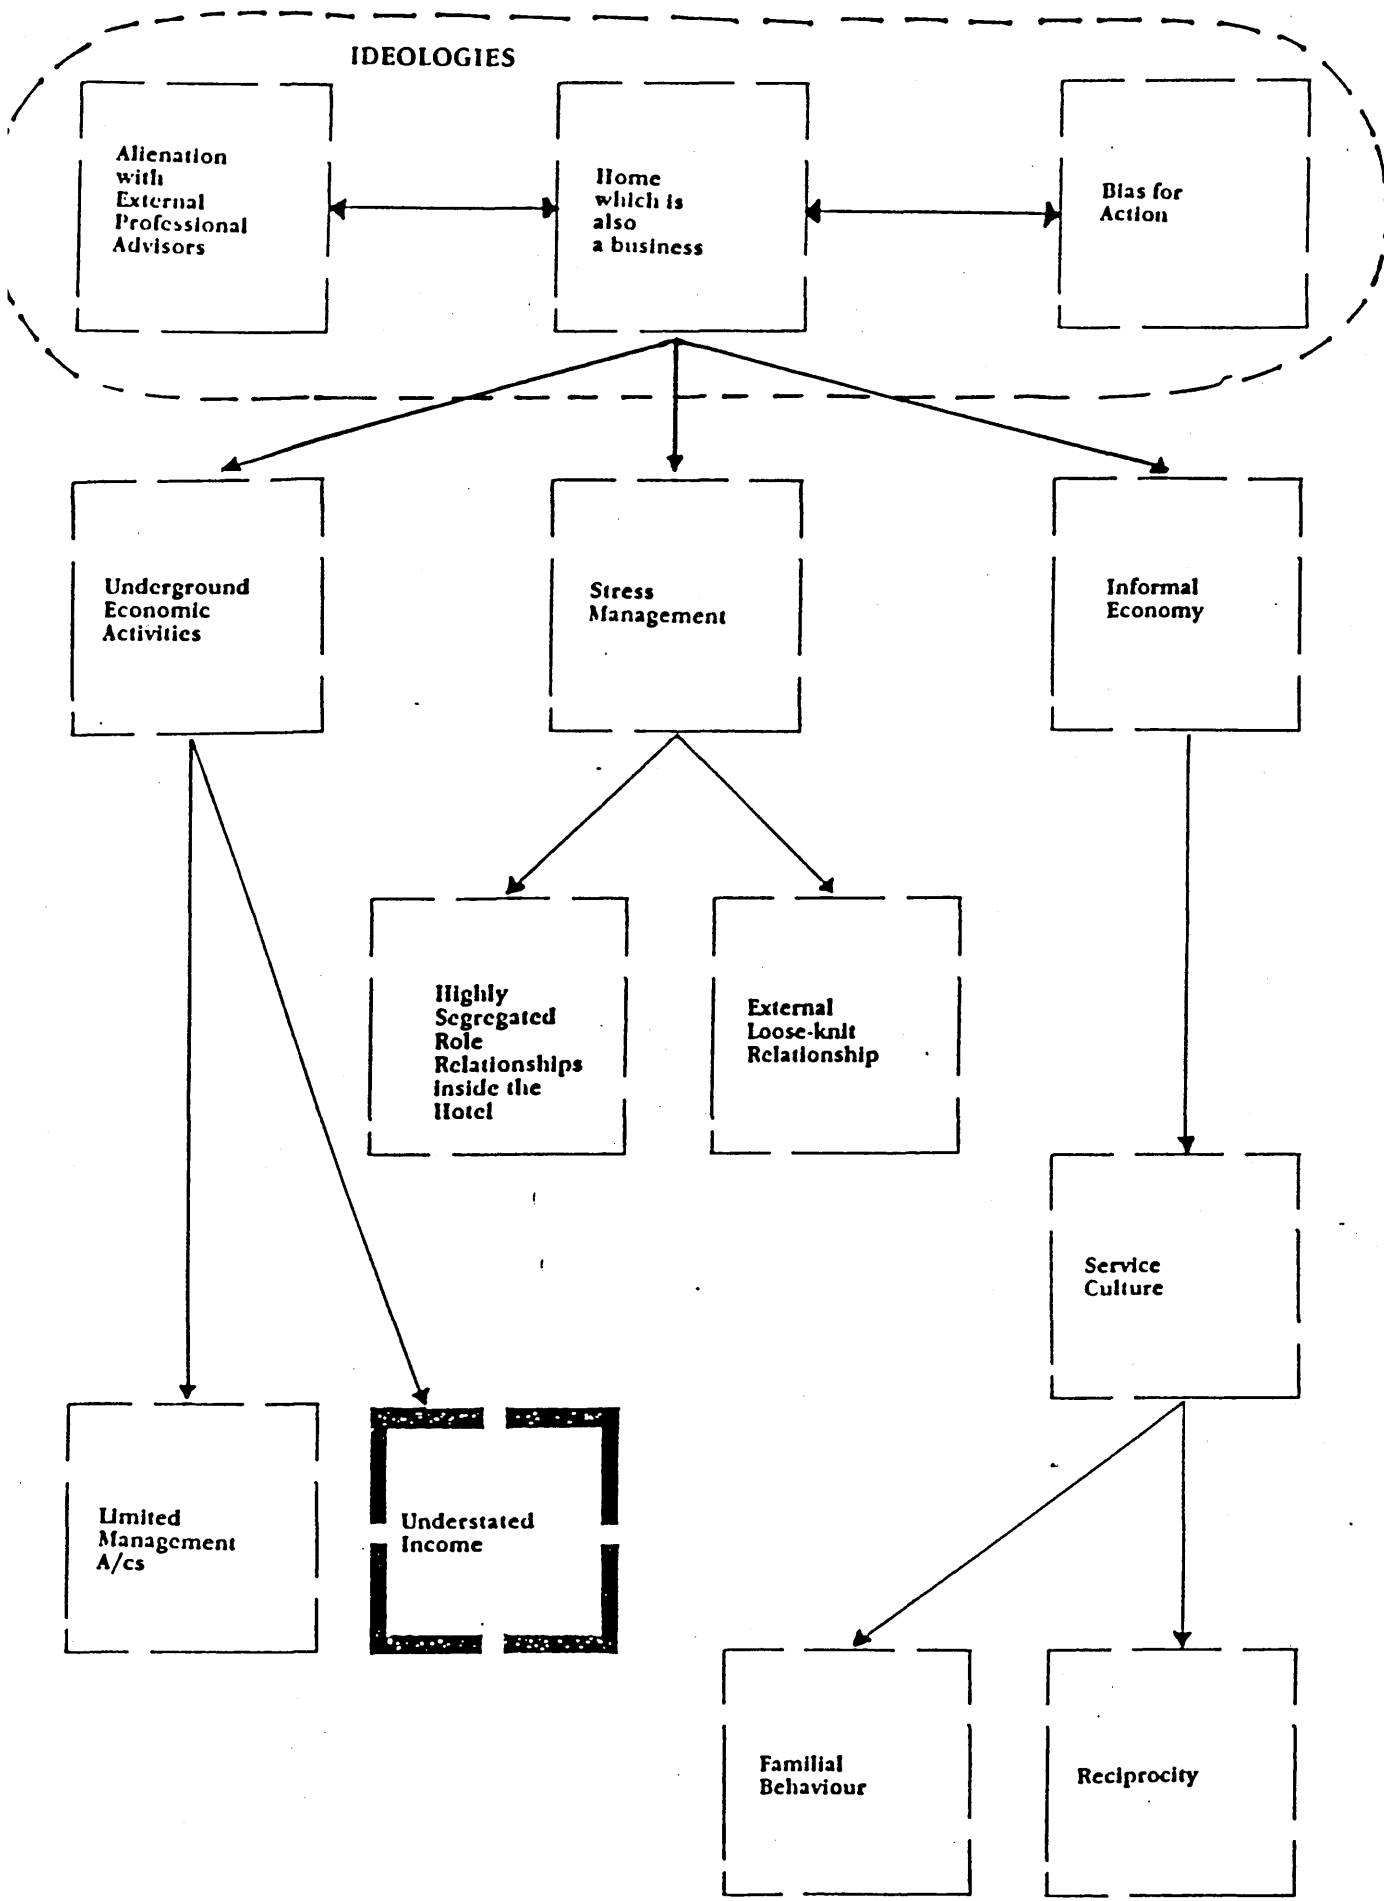 IDEOLOGIES
Alienation
with
External
Professional
Advisors
Home
which is
also
a business
Bias for
Action
Underground
Economic
Activities
Stress
Management
Informal
Economy
Highly
Segregated
Role
Relationships
inside the
Hotel
External
Loose-knit
Relationship
Service
Culture
Limited
Management
A/cs
Understated
Income
Familial
Behaviour
Reciprocity